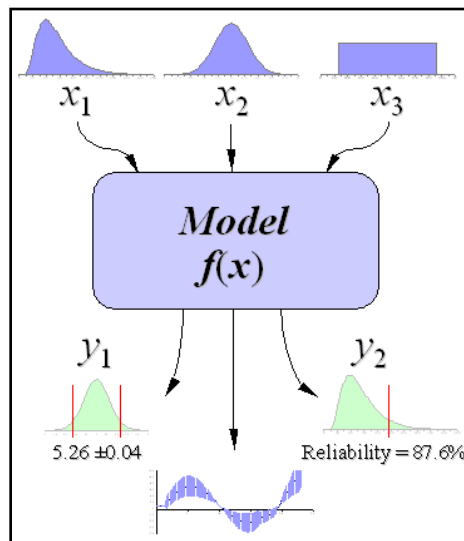 x1 x2 x3
Model
f(x)
y1 y2
5.26 ±0.04 Reliability = 87.6%